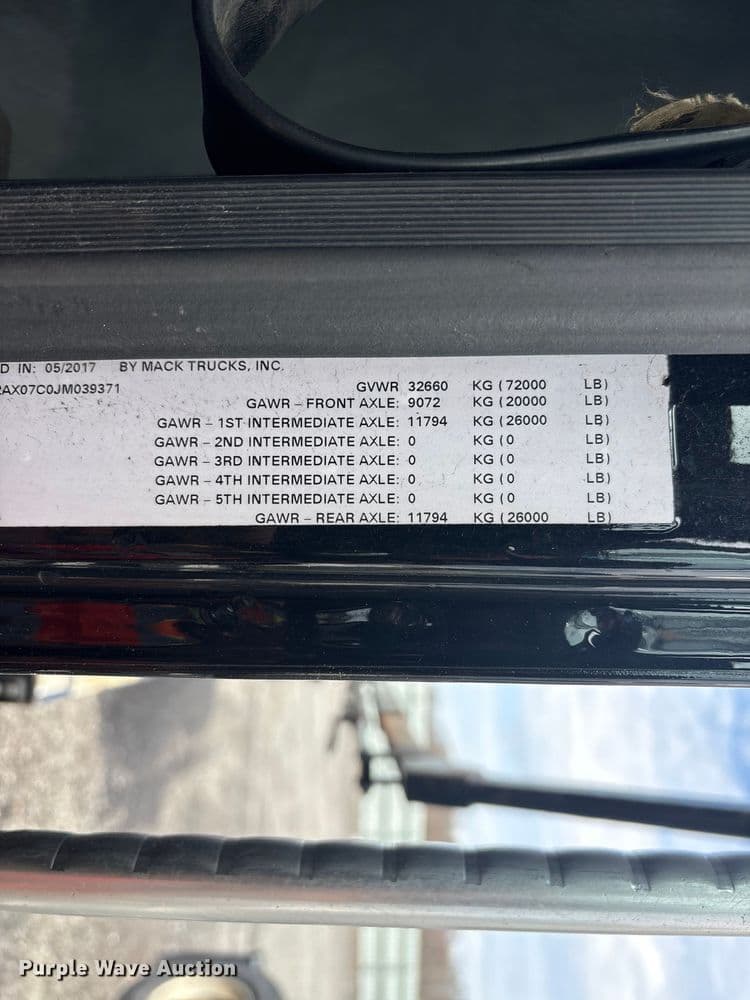 D IN: 05/2017 BY MACK TRUCKS, INC.
AX07C0JM039371
GVWR 32660 KG (72000 LB)
GAWR – FRONT AXLE: 9072 KG (20000 LB)
GAWR – 1ST INTERMEDIATE AXLE: 11794 KG (26000 LB)
GAWR – 2ND INTERMEDIATE AXLE: 0 KG (0 LB)
GAWR – 3RD INTERMEDIATE AXLE: 0 KG (0 LB)
GAWR – 4TH INTERMEDIATE AXLE: 0 KG (0 LB)
GAWR – 5TH INTERMEDIATE AXLE: 0 KG (0 LB)
GAWR – REAR AXLE: 11794 KG (26000 LB)
Purple Wave Auction